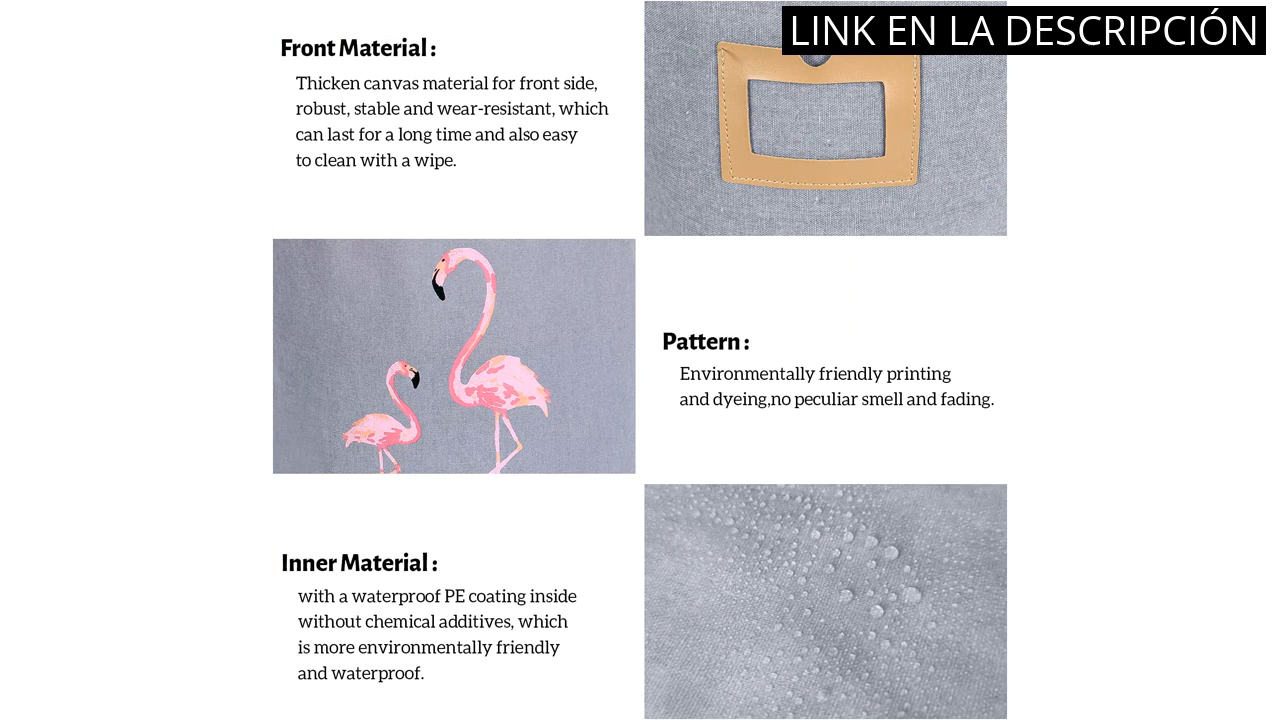 LINK EN LA DESCRIPCIÓN
Front Material :
Thicken canvas material for front side,
robust, stable and wear-resistant, which
can last for a long time and also easy
to clean with a wipe.
Pattern :
Environmentally friendly printing
and dyeing,no peculiar smell and fading.
Inner Material :
with a waterproof PE coating inside
without chemical additives, which
is more environmentally friendly
and waterproof.